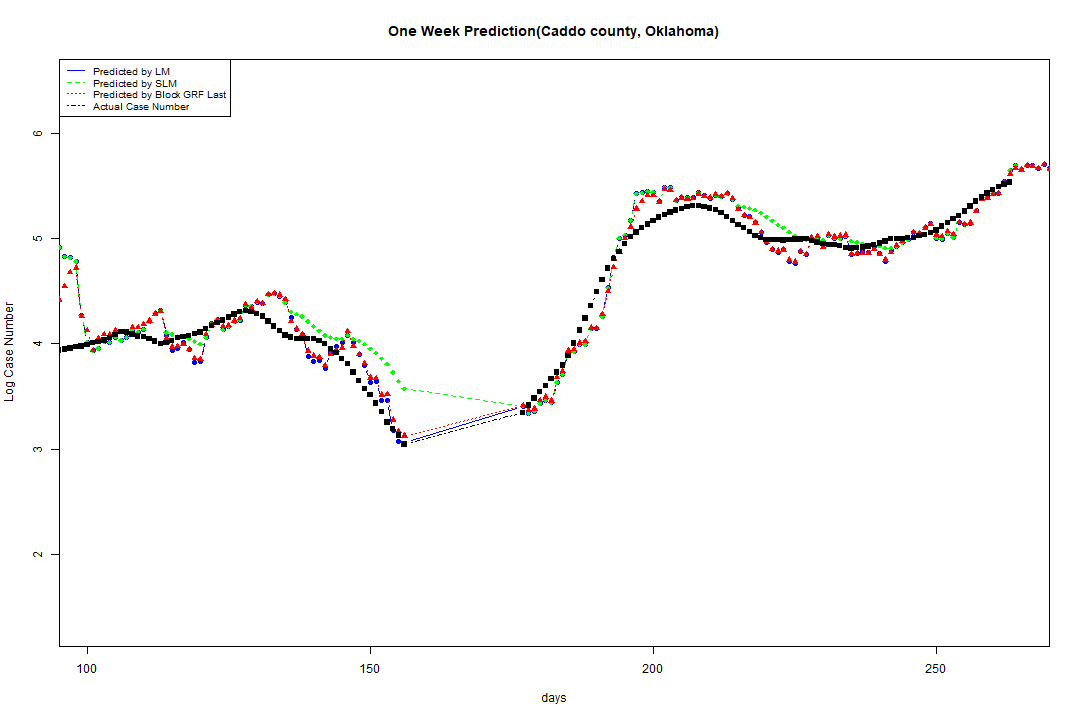 One Week Prediction(Caddo county, Oklahoma)
Predicted by LM
Predicted by SLM
Predicted by Block GRF Last
Actual Case Number
Log Case Number
6
5
4
3
2
100 150 200 250
days